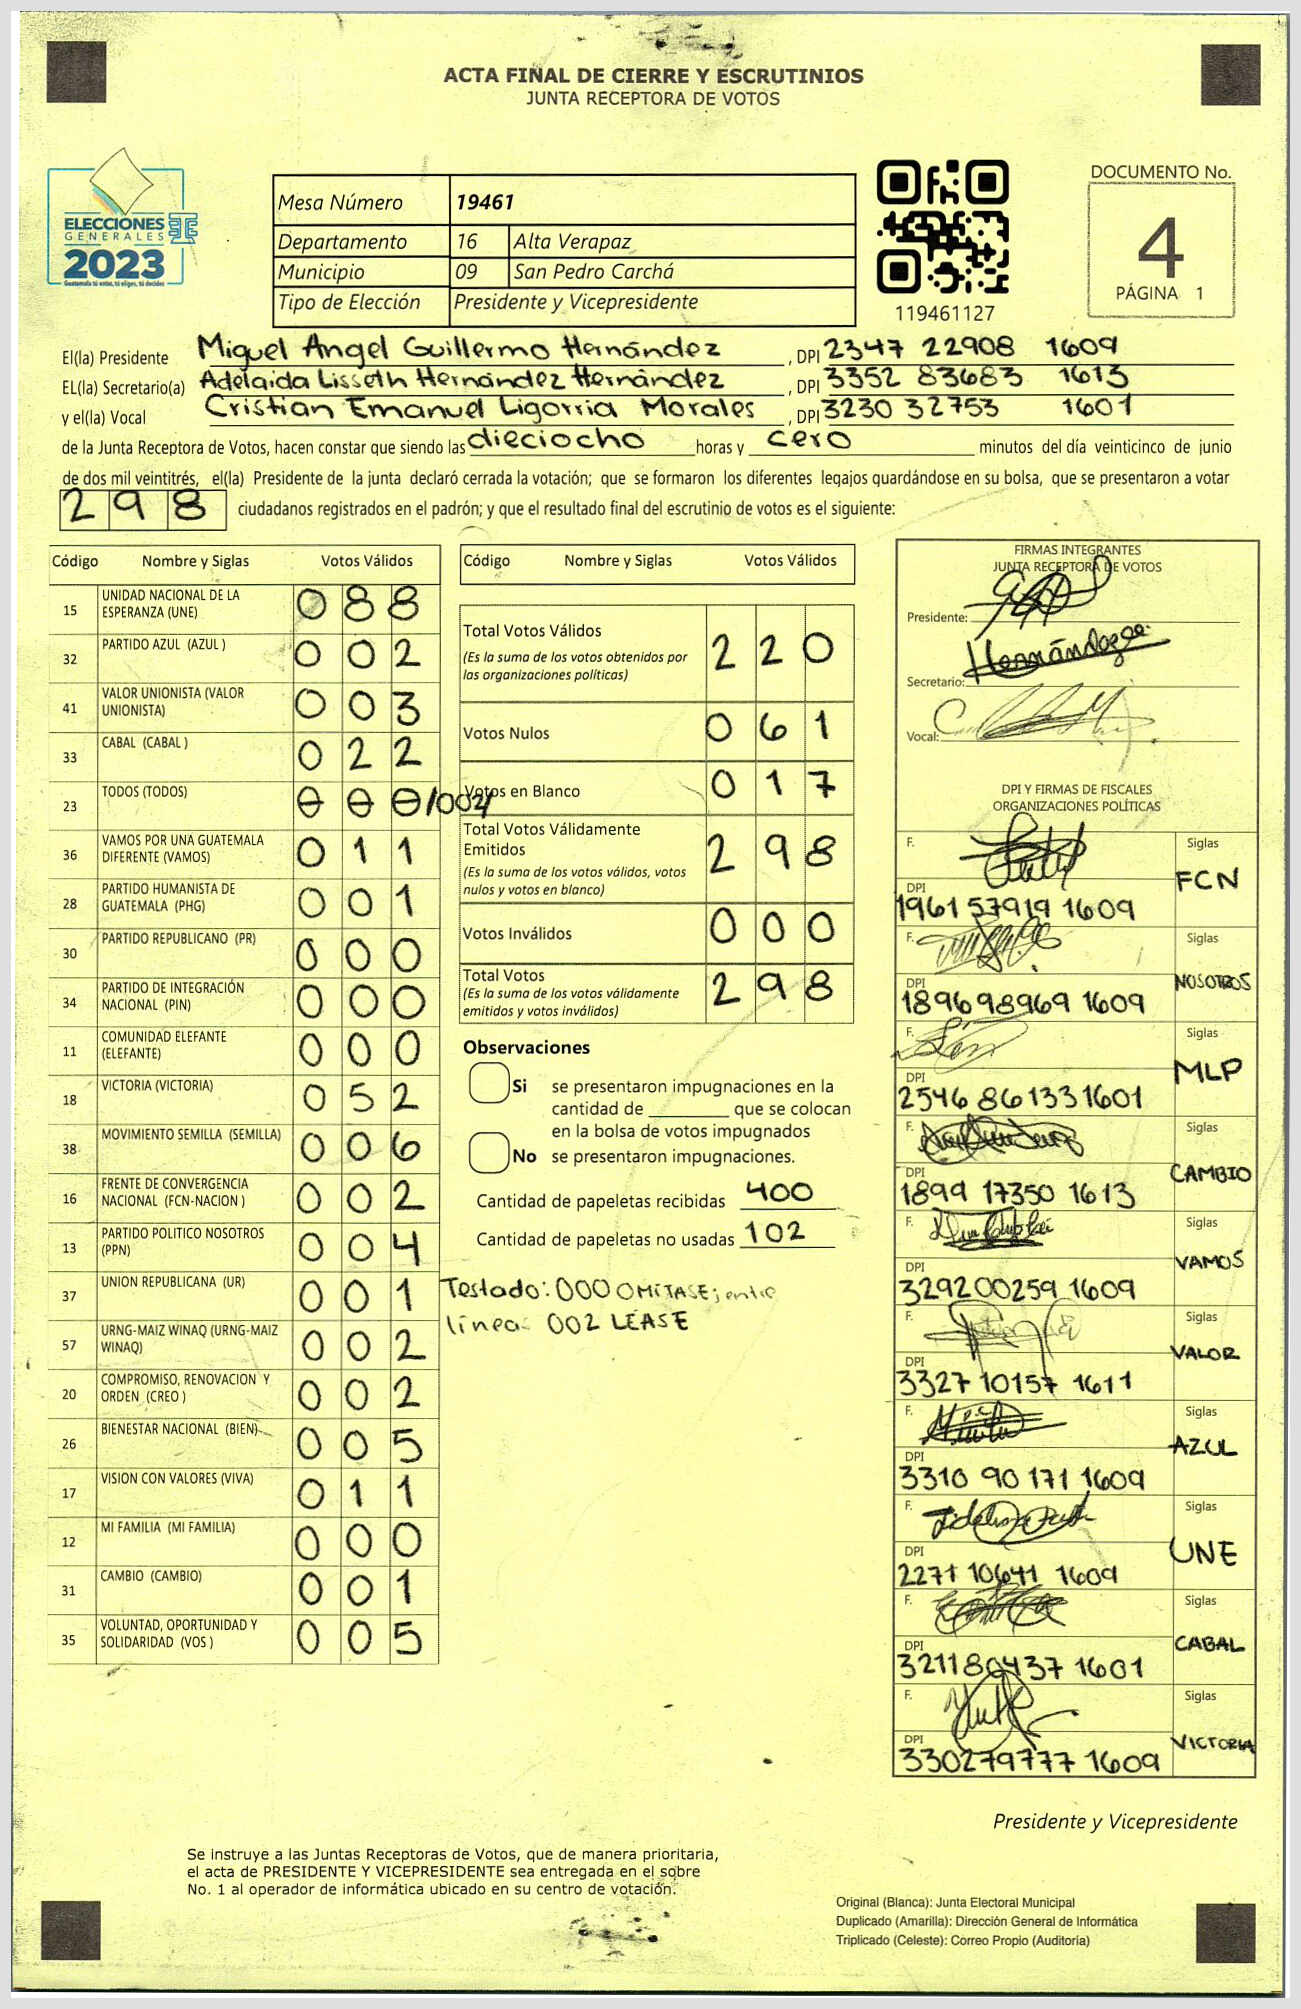 ACTA FINAL DE CIERRE Y ESCRUTINIOS
JUNTA RECEPTORA DE VOTOS
ELECCIONES
GENERALES
2023
Guatemala tú votas, tú eliges, tú decides
Mesa Número 19461
Departamento 16 Alta Verapaz
Municipio 09 San Pedro Carchá
Tipo de Elección Presidente y Vicepresidente
119461127
DOCUMENTO No.
4
PÁGINA 1
El(la) Presidente Miguel Angel Guillermo Hernández, DPI 2347 22908 1609
EL(la) Secretario(a) Adelaida Lisseth Hernández Hernández, DPI 3352 83683 1613
y el(la) Vocal Cristian Emanuel Ligorria Morales, DPI 3230 32753 1601
de la Junta Receptora de Votos, hacen constar que siendo las dieciocho horas y cero minutos del día veinticinco de junio
de dos mil veintitrés, el(la) Presidente de la junta declaró cerrada la votación; que se formaron los diferentes legajos guardándose en su bolsa, que se presentaron a votar
298 ciudadanos registrados en el padrón; y que el resultado final del escrutinio de votos es el siguiente:
Código Nombre y Siglas Votos Válidos
15 UNIDAD NACIONAL DE LA ESPERANZA (UNE) 0 8 8
32 PARTIDO AZUL (AZUL ) 0 0 2
41 VALOR UNIONISTA (VALOR UNIONISTA) 0 0 3
33 CABAL (CABAL ) 0 2 2
23 TODOS (TODOS) 0 0 0 /002/
36 VAMOS POR UNA GUATEMALA DIFERENTE (VAMOS) 0 1 1
28 PARTIDO HUMANISTA DE GUATEMALA (PHG) 0 0 1
30 PARTIDO REPUBLICANO (PR) 0 0 0
34 PARTIDO DE INTEGRACIÓN NACIONAL (PIN) 0 0 0
11 COMUNIDAD ELEFANTE (ELEFANTE) 0 0 0
18 VICTORIA (VICTORIA) 0 5 2
38 MOVIMIENTO SEMILLA (SEMILLA) 0 0 6
16 FRENTE DE CONVERGENCIA NACIONAL (FCN-NACION ) 0 0 2
13 PARTIDO POLITICO NOSOTROS (PPN) 0 0 4
37 UNION REPUBLICANA (UR) 0 0 1
57 URNG-MAIZ WINAQ (URNG-MAIZ WINAQ) 0 0 2
20 COMPROMISO, RENOVACION Y ORDEN (CREO ) 0 0 2
26 BIENESTAR NACIONAL (BIEN) 0 0 5
17 VISION CON VALORES (VIVA) 0 1 1
12 MI FAMILIA (MI FAMILIA) 0 0 0
31 CAMBIO (CAMBIO) 0 0 1
35 VOLUNTAD, OPORTUNIDAD Y SOLIDARIDAD (VOS ) 0 0 5
Código Nombre y Siglas Votos Válidos
Total Votos Válidos 2 2 0
(Es la suma de los votos obtenidos por
las organizaciones políticas)
Votos Nulos 0 6 1
Votos en Blanco 0 1 7
Total Votos Válidamente
Emitidos 2 9 8
(Es la suma de los votos válidos, votos
nulos y votos en blanco)
Votos Inválidos 0 0 0
Total Votos 2 9 8
(Es la suma de los votos válidamente
emitidos y votos inválidos)
Observaciones
Si se presentaron impugnaciones en la
cantidad de ________ que se colocan
en la bolsa de votos impugnados
No se presentaron impugnaciones.
Cantidad de papeletas recibidas 400
Cantidad de papeletas no usadas 102
Testado: 000 OMITASE; entre
lineas 002 LEASE
FIRMAS INTEGRANTES
JUNTA RECEPTORA DE VOTOS
Presidente:
Secretario: Hernández
Vocal:
DPI Y FIRMAS DE FISCALES
ORGANIZACIONES POLÍTICAS
F. Siglas FCN
DPI 1961 57919 1609
F. Siglas NOSOTROS
DPI 1896 98969 1609
F. Siglas MLP
DPI 2546 86133 1601
F. Siglas CAMBIO
DPI 1899 17350 1613
F. Siglas VAMOS
DPI 3292 00259 1609
F. Siglas VALOR
DPI 3327 10157 1611
F. Siglas AZUL
DPI 3310 90 171 1609
F. Siglas UNE
DPI 2271 10641 1609
F. Siglas CABAL
DPI 3211 80437 1601
F. Siglas VICTORIA
DPI 330279777 1609
Presidente y Vicepresidente
Se instruye a las Juntas Receptoras de Votos, que de manera prioritaria,
el acta de PRESIDENTE Y VICEPRESIDENTE sea entregada en el sobre
No. 1 al operador de informática ubicado en su centro de votación.
Original (Blanca): Junta Electoral Municipal
Duplicado (Amarilla): Dirección General de Informática
Triplicado (Celeste): Correo Propio (Auditoría)